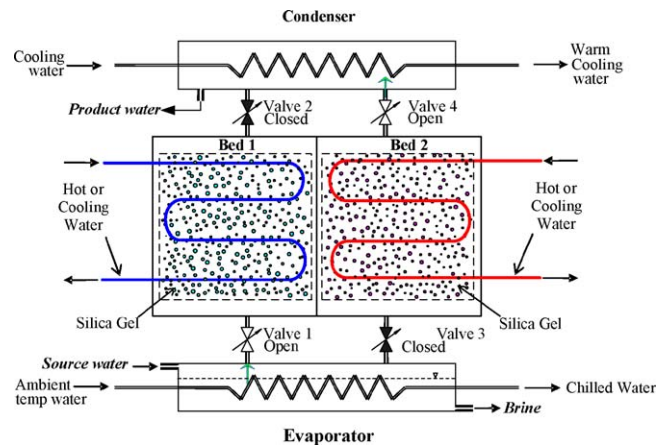 Condenser
Cooling
water
Warm
Cooling
water
Product water
Valve 2
Closed
Valve 4
Open
Bed 1
Bed 2
Hot or
Cooling
Water
Hot or
Cooling
Water
Silica Gel
Silica Gel
Valve 1
Open
Valve 3
Closed
Source water
Ambient
temp water
Chilled Water
Brine
Evaporator